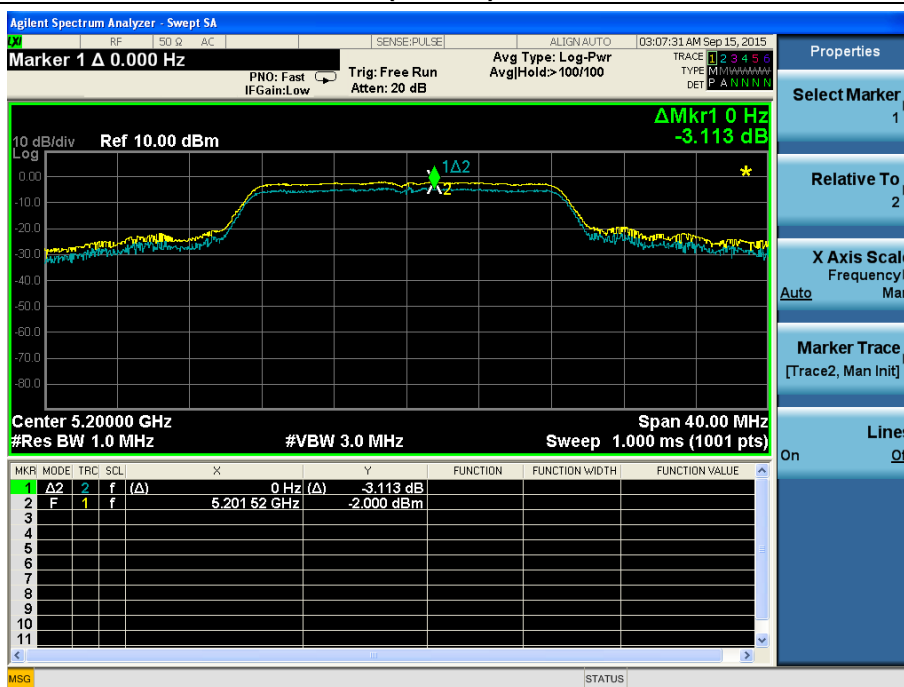 Agilent Spectrum Analyzer - Swept SA
LXI RF 50 Ω AC SENSE:PULSE ALIGN AUTO 03:07:31 AM Sep 15, 2015
Marker 1 Δ 0.000 Hz
PNO: Fast
IFGain:Low
Trig: Free Run
Atten: 20 dB
Avg Type: Log-Pwr
Avg|Hold:>100/100
TRACE 1 2 3 4 5 6
TYPE MMWWWW
DET P A N N N N
ΔMkr1 0 Hz
-3.113 dB
10 dB/div Ref 10.00 dBm
Log
1Δ2
0.00
2
-10.0
-20.0
-30.0
-40.0
-50.0
-60.0
-70.0
-80.0
Center 5.20000 GHz Span 40.00 MHz
#Res BW 1.0 MHz #VBW 3.0 MHz Sweep 1.000 ms (1001 pts)
MKR MODE TRC SCL X Y FUNCTION FUNCTION WIDTH FUNCTION VALUE
1 Δ2 2 f (Δ) 0 Hz (Δ) -3.113 dB
2 F 1 f 5.201 52 GHz -2.000 dBm
3
4
5
6
7
8
9
10
11
MSG STATUS
Properties
Select Marker
1
Relative To
2
X Axis Scale
Frequency
Auto Man
Marker Trace
[Trace2, Man Init]
Lines
On